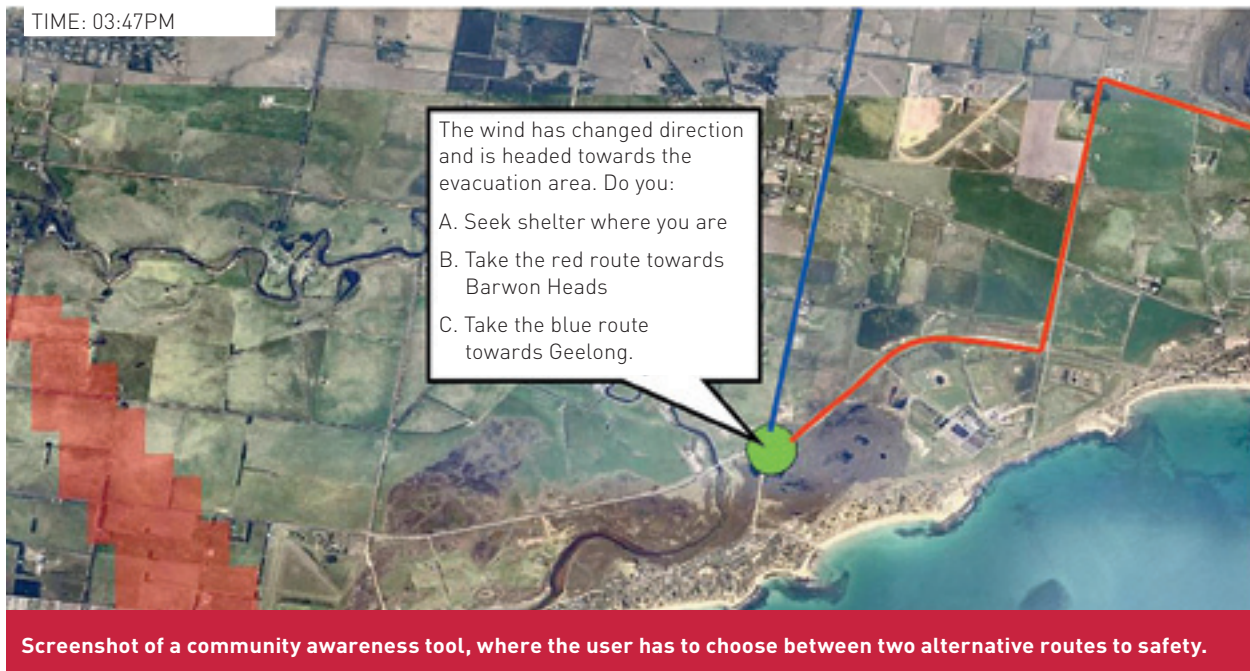 TIME: 03:47PM
The wind has changed direction
and is headed towards the
evacuation area. Do you:
A. Seek shelter where you are
B. Take the red route towards
Barwon Heads
C. Take the blue route
towards Geelong.
Screenshot of a community awareness tool, where the user has to choose between two alternative routes to safety.